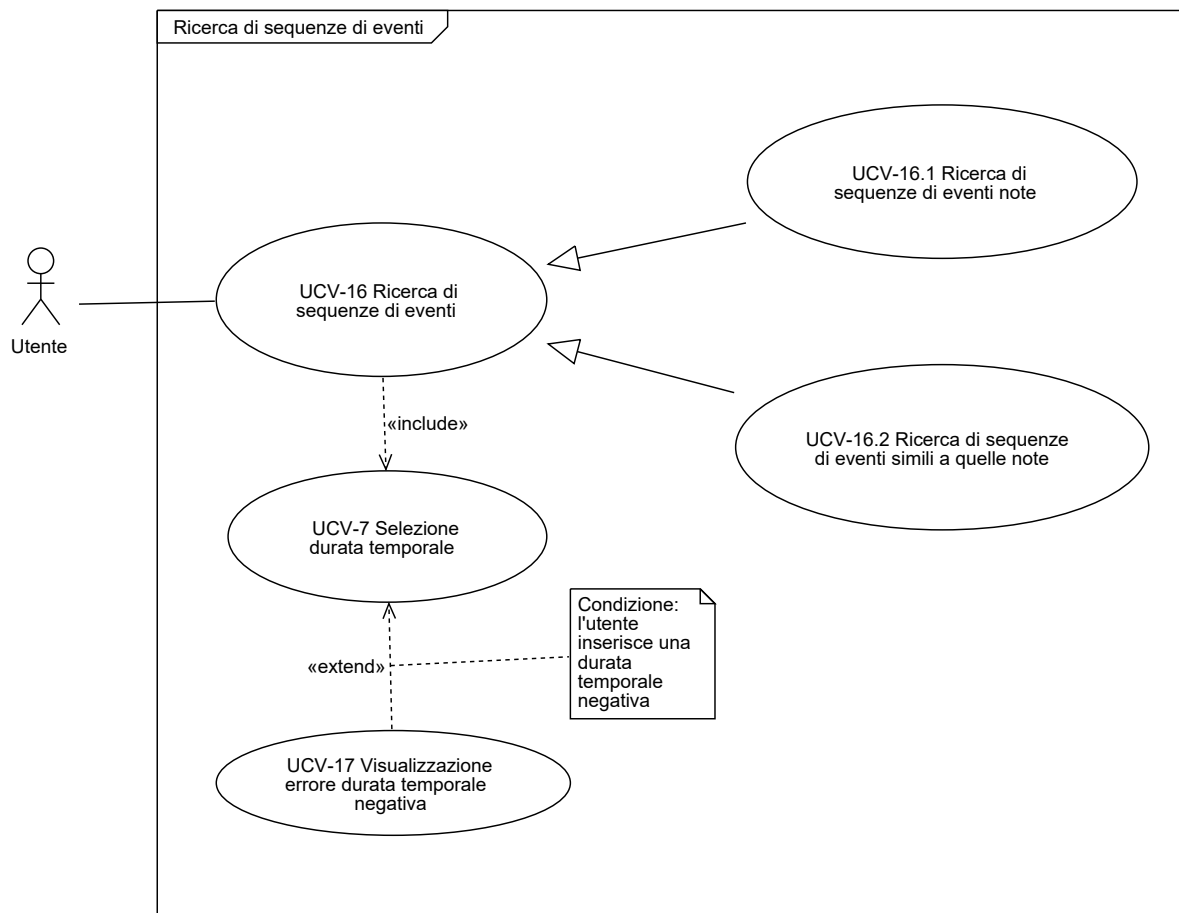 Ricerca di sequenze di eventi
UCV-16.1 Ricerca di
sequenze di eventi note
UCV-16 Ricerca di
sequenze di eventi
Utente
«include»
UCV-16.2 Ricerca di sequenze
di eventi simili a quelle note
UCV-7 Selezione
durata temporale
Condizione:
l'utente
inserisce una
durata
temporale
negativa
«extend»
UCV-17 Visualizzazione
errore durata temporale
negativa